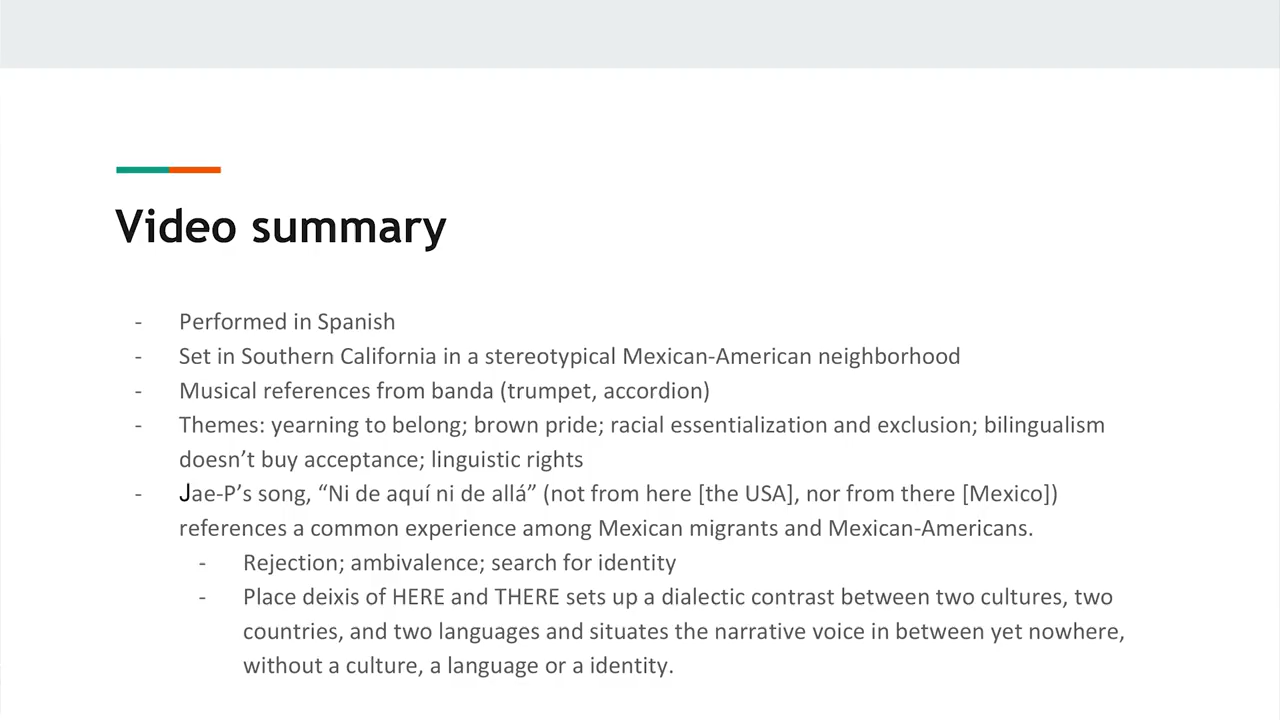 Video summary
- Performed in Spanish
- Set in Southern California in a stereotypical Mexican-American neighborhood
- Musical references from banda (trumpet, accordion)
- Themes: yearning to belong; brown pride; racial essentialization and exclusion; bilingualism
doesn’t buy acceptance; linguistic rights
- Jae-P’s song, “Ni de aquí ni de allá” (not from here [the USA], nor from there [Mexico])
references a common experience among Mexican migrants and Mexican-Americans.
- Rejection; ambivalence; search for identity
- Place deixis of HERE and THERE sets up a dialectic contrast between two cultures, two
countries, and two languages and situates the narrative voice in between yet nowhere,
without a culture, a language or a identity.